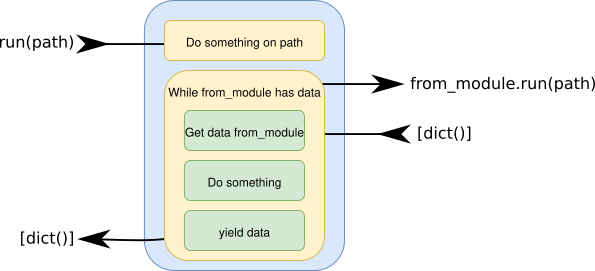 run(path)
Do something on path
While from_module has data
from_module.run(path)
Get data from_module
[dict()]
Do something
yield data
[dict()]